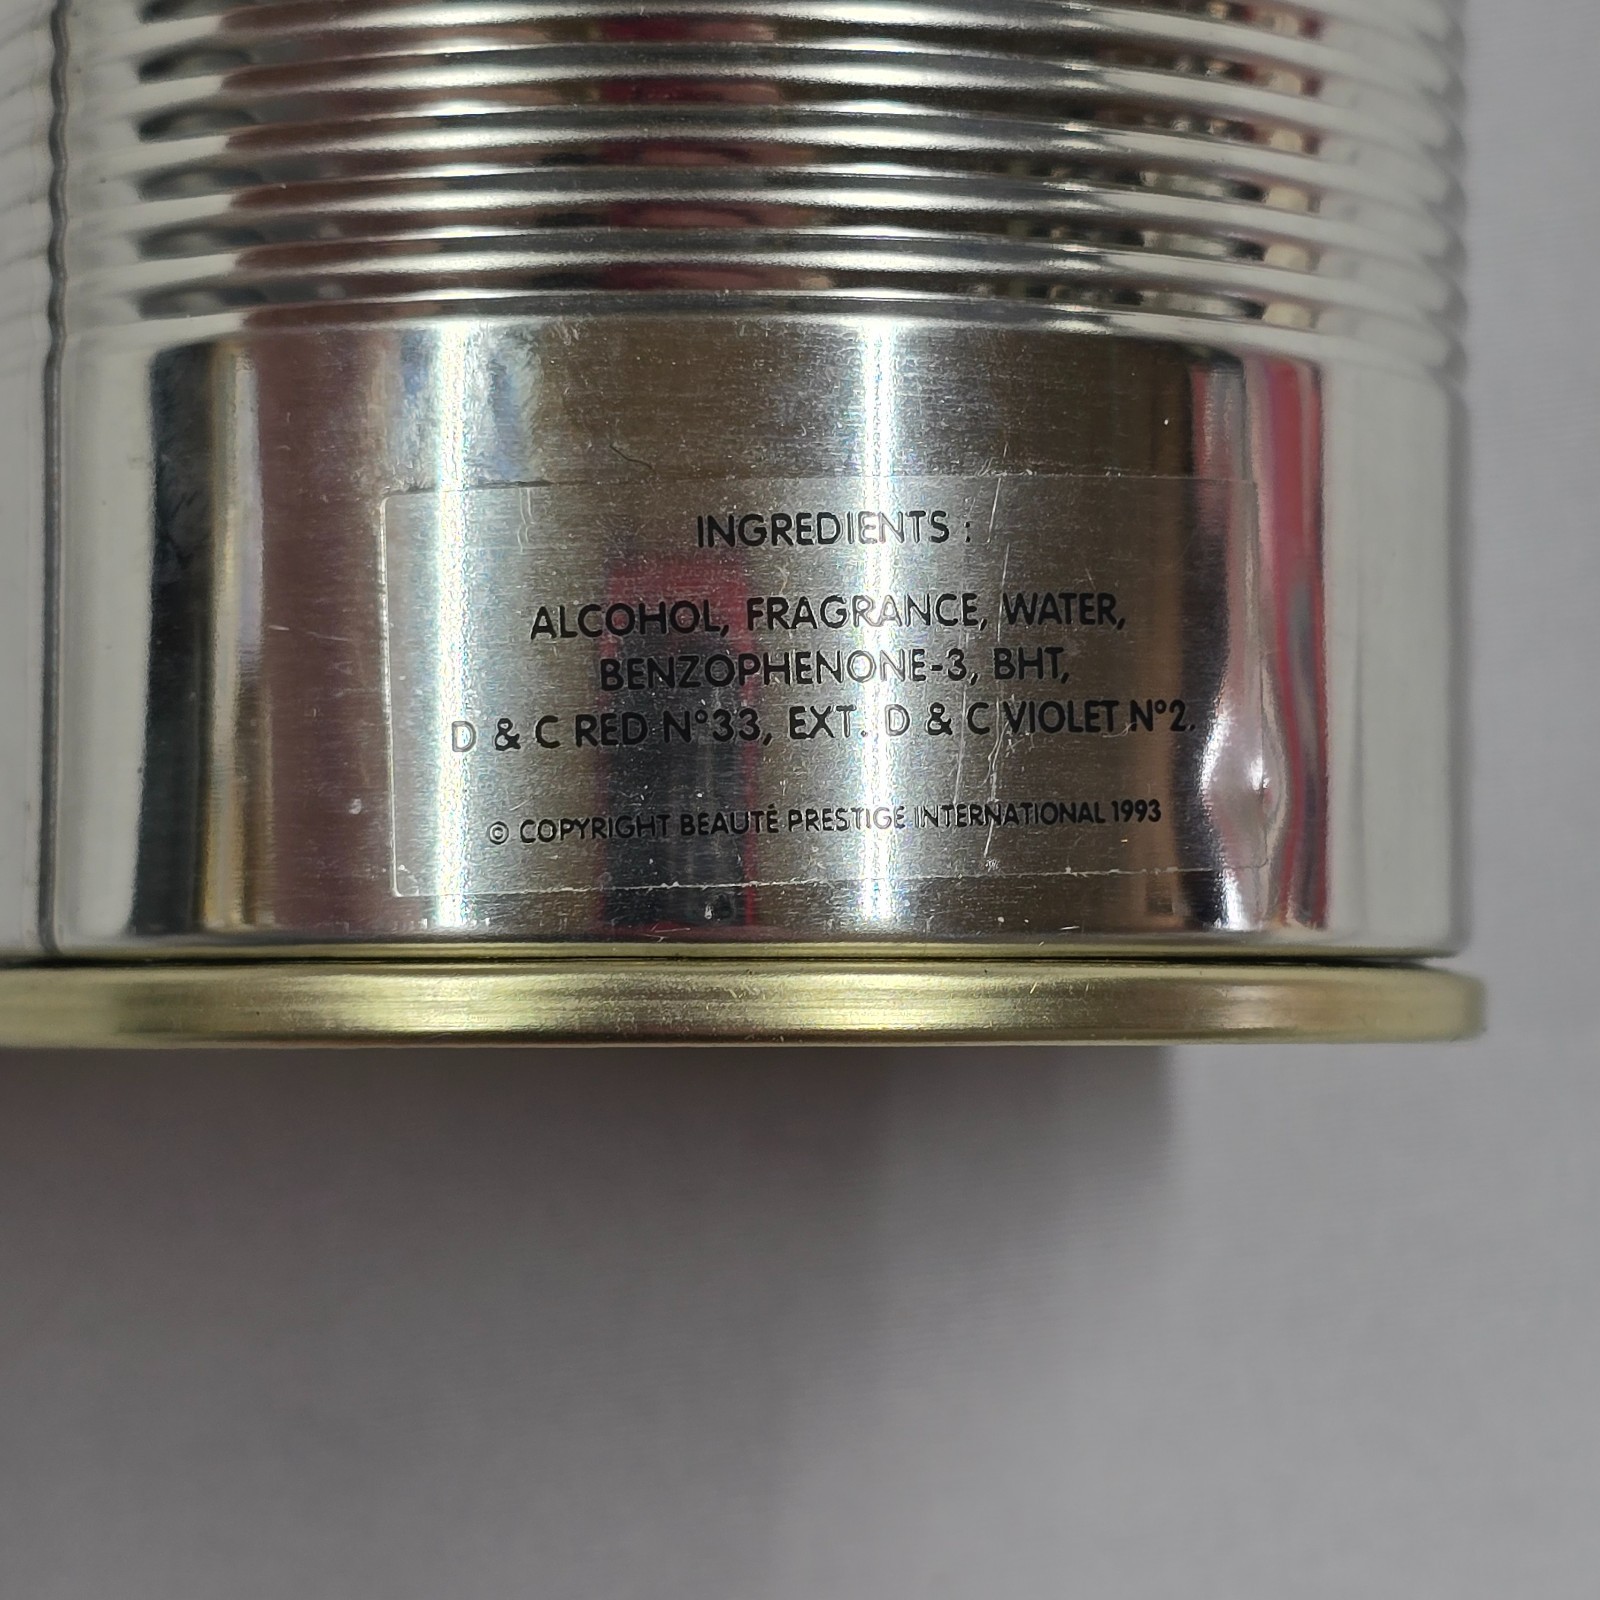 INGREDIENTS :
ALCOHOL, FRAGRANCE, WATER,
BENZOPHENONE-3, BHT,
D & C RED N°33, EXT. D & C VIOLET N°2.
© COPYRIGHT BEAUTÉ PRESTIGE INTERNATIONAL 1993